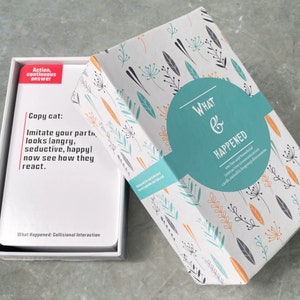 Action,
continuous
answer
Copy cat:
Imitate your part
looks (angry,
seductive, happy)
now see how they
react.
What Happened: Collisional Interaction
WHAT
&
HAPPENED